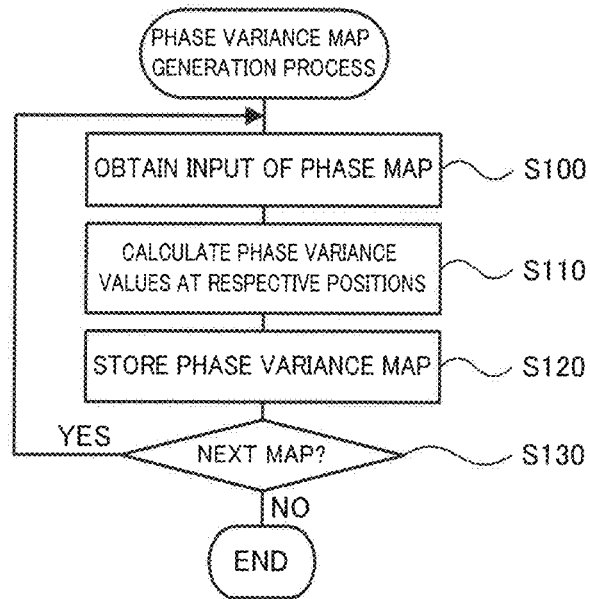 PHASE VARIANCE MAP
GENERATION PROCESS
OBTAIN INPUT OF PHASE MAP
S100
CALCULATE PHASE VARIANCE
VALUES AT RESPECTIVE POSITIONS
S110
STORE PHASE VARIANCE MAP
S120
YES
NEXT MAP?
S130
NO
END